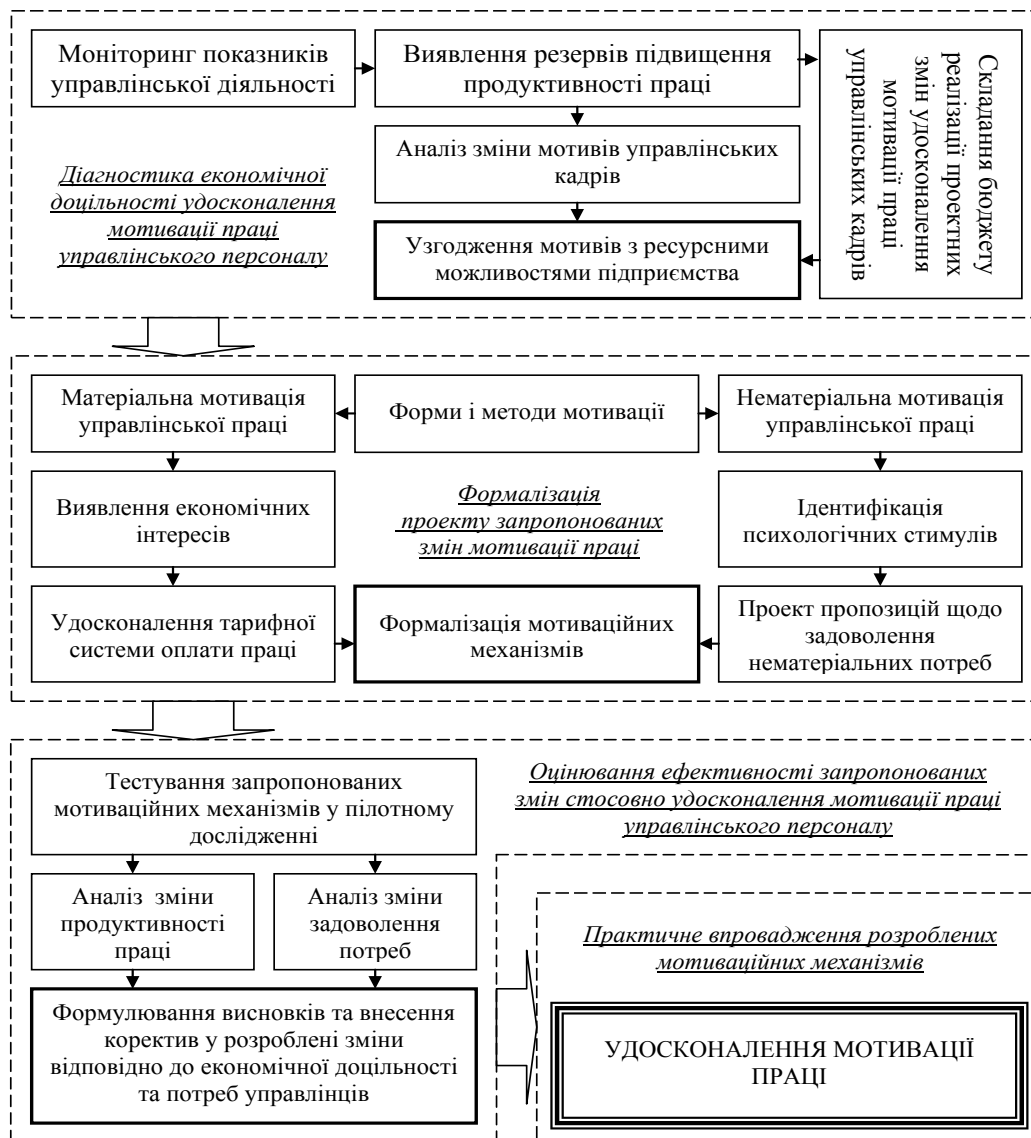 Моніторинг показників
управлінської діяльності
Виявлення резервів підвищення
продуктивності праці
Складання бюджету
реалізації проектних
змін удосконалення
мотивації праці
управлінських кадрів
Аналіз зміни мотивів управлінських
кадрів
Діагностика економічної
доцільності удосконалення
мотивації праці
управлінського персоналу
Узгодження мотивів з ресурсними
можливостями підприємства
Матеріальна мотивація
управлінської праці
Форми і методи мотивації
Нематеріальна мотивація
управлінської праці
Виявлення економічних
інтересів
Формалізація
проекту запропонованих
змін мотивації праці
Ідентифікація
психологічних стимулів
Удосконалення тарифної
системи оплати праці
Формалізація мотиваційних
механізмів
Проект пропозицій щодо
задоволення
нематеріальних потреб
Тестування запропонованих
мотиваційних механізмів у пілотному
дослідженні
Оцінювання ефективності запропонованих
змін стосовно удосконалення мотивації праці
управлінського персоналу
Аналіз зміни
продуктивності
праці
Аналіз зміни
задоволення
потреб
Практичне впровадження розроблених
мотиваційних механізмів
Формулювання висновків та внесення
коректив у розроблені зміни
відповідно до економічної доцільності
та потреб управлінців
УДОСКОНАЛЕННЯ МОТИВАЦІЇ
ПРАЦІ